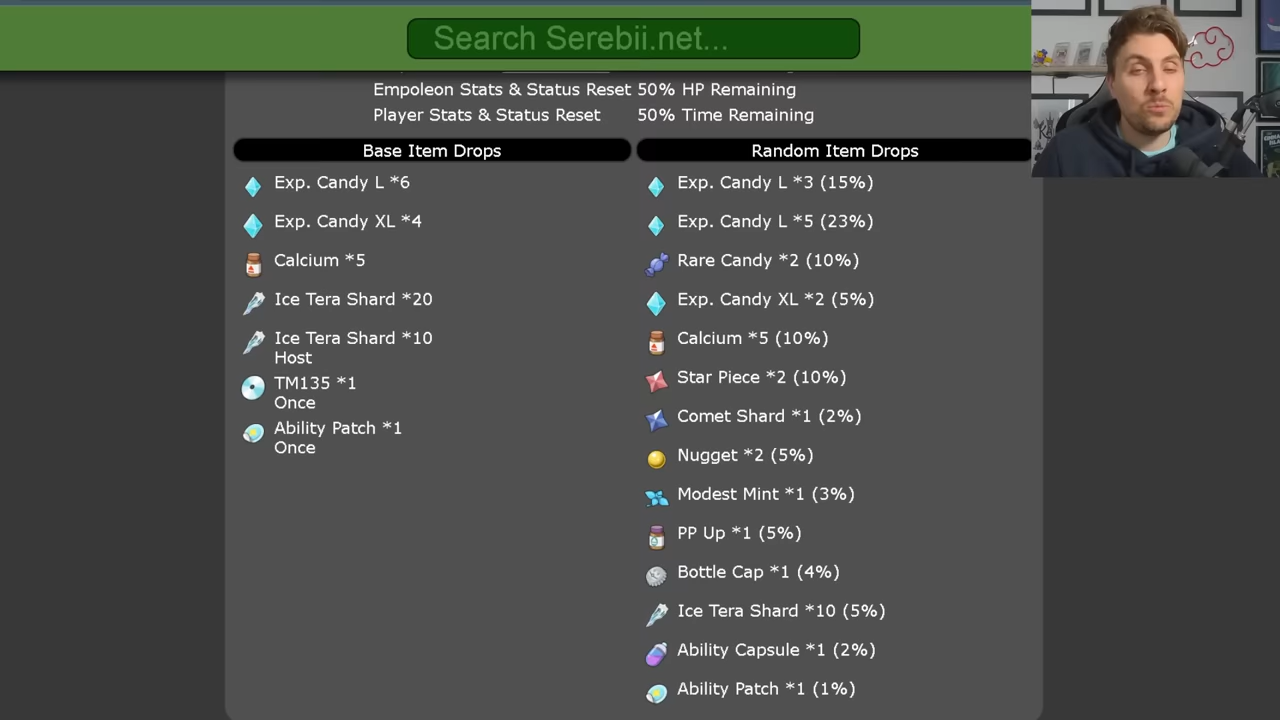 Search Serebii.net...
Empoleon Stats & Status Reset 50% HP Remaining
Player Stats & Status Reset 50% Time Remaining
Base Item Drops
Exp. Candy L *6
Exp. Candy XL *4
Calcium *5
Ice Tera Shard *20
Ice Tera Shard *10
Host
TM135 *1
Once
Ability Patch *1
Once
Random Item Drops
Exp. Candy L *3 (15%)
Exp. Candy L *5 (23%)
Rare Candy *2 (10%)
Exp. Candy XL *2 (5%)
Calcium *5 (10%)
Star Piece *2 (10%)
Comet Shard *1 (2%)
Nugget *2 (5%)
Modest Mint *1 (3%)
PP Up *1 (5%)
Bottle Cap *1 (4%)
Ice Tera Shard *10 (5%)
Ability Capsule *1 (2%)
Ability Patch *1 (1%)